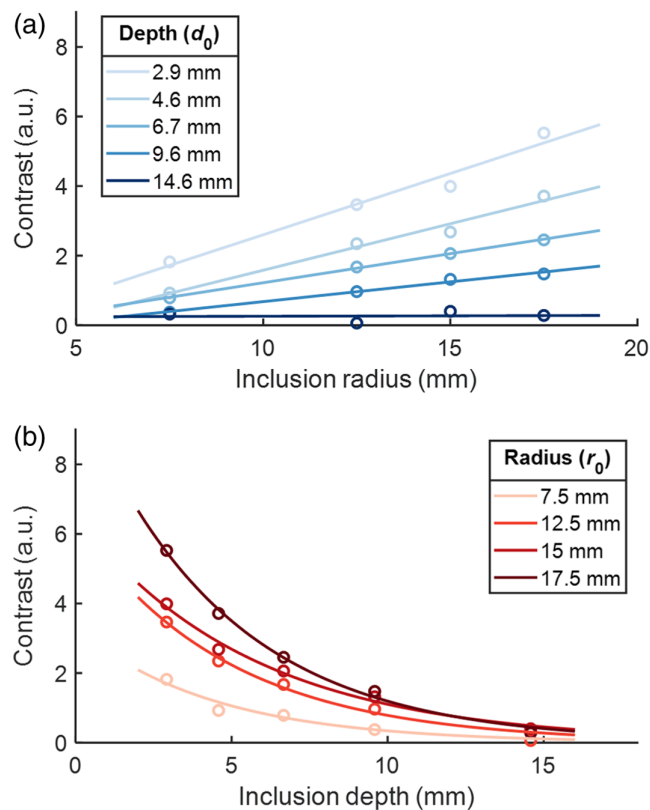 (a)
Depth (d0)
2.9 mm
4.6 mm
6.7 mm
9.6 mm
14.6 mm
8
6
4
2
0
Contrast (a.u.)
5
10
15
20
Inclusion radius (mm)
(b)
Radius (r0)
7.5 mm
12.5 mm
15 mm
17.5 mm
8
6
4
2
0
Contrast (a.u.)
0
5
10
15
Inclusion depth (mm)